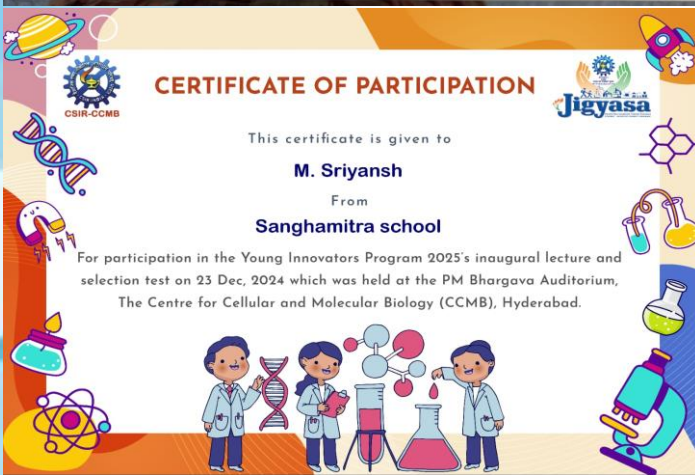 CSIR-CCMB
CERTIFICATE OF PARTICIPATION
Jigyasa
This certificate is given to
M. Sriyansh
From
Sanghamitra school
For participation in the Young Innovators Program 2025's inaugural lecture and
selection test on 23 Dec, 2024 which was held at the PM Bhargava Auditorium,
The Centre for Cellular and Molecular Biology (CCMB), Hyderabad.